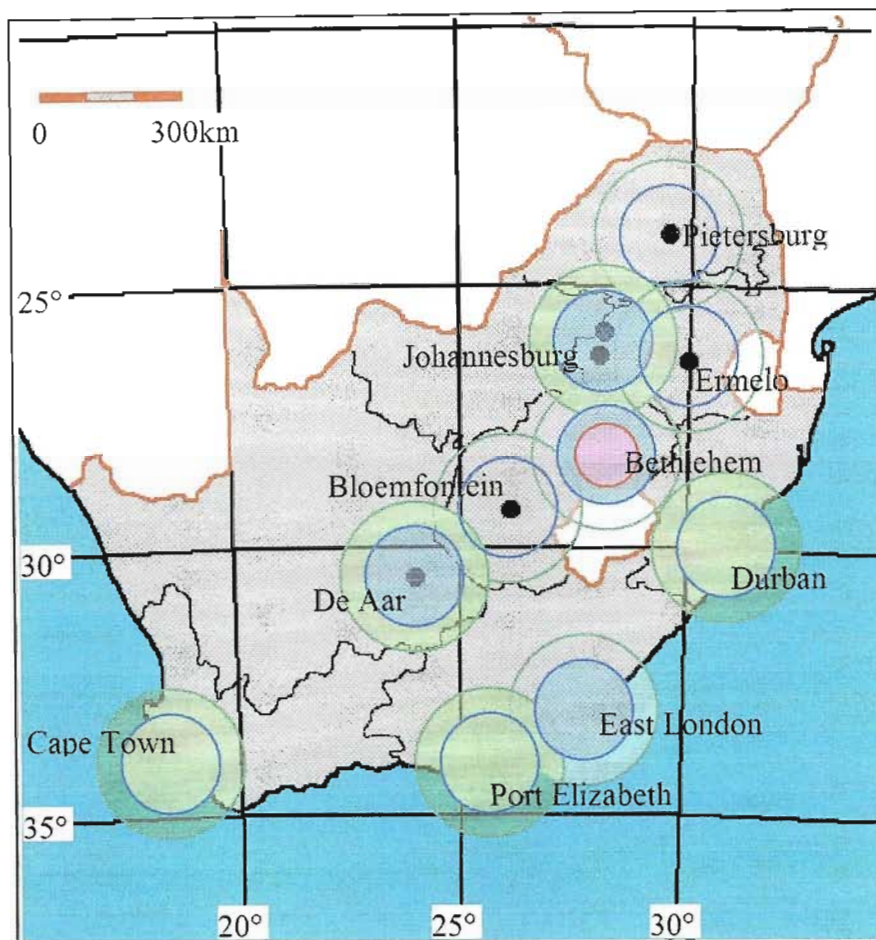 0 300km
Pietersburg
25°
Johannesburg
Ermelo
Bethlehem
Bloemfontein
30°
Durban
De Aar
East London
Cape Town
Port Elizabeth
35°
20° 25° 30°